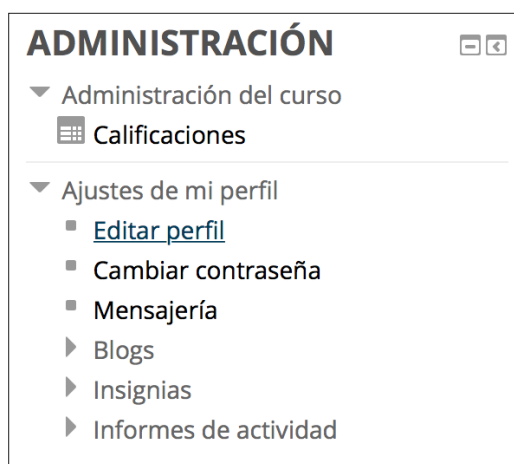 ADMINISTRACIÓN
Administración del curso
Calificaciones
Ajustes de mi perfil
Editar perfil
Cambiar contraseña
Mensajería
Blogs
Insignias
Informes de actividad